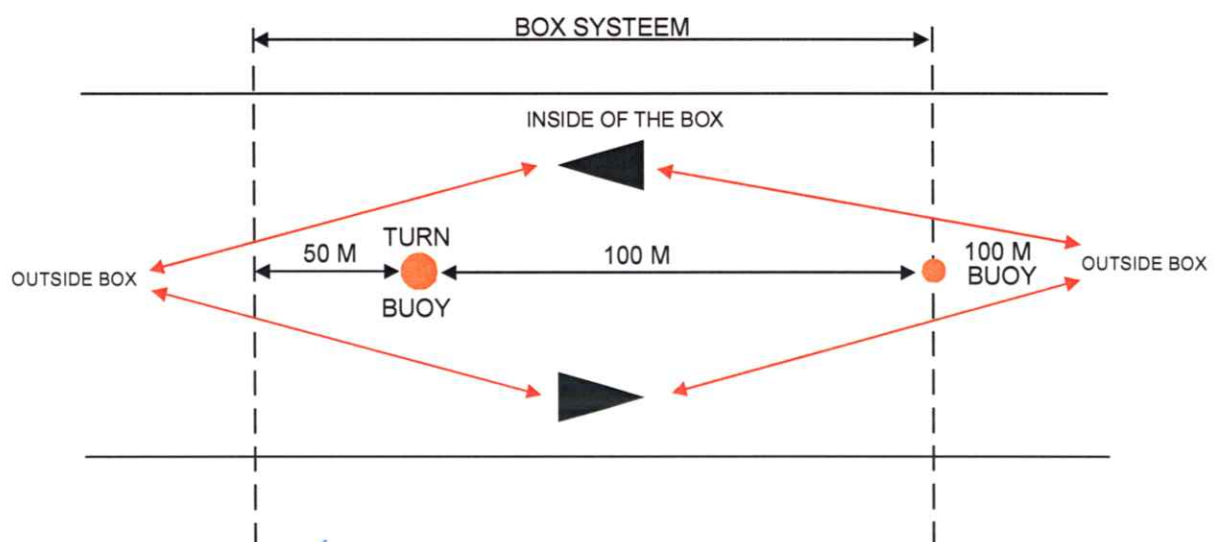 BOX SYSTEEM
INSIDE OF THE BOX
TURN
50 M
100 M
100 M
BUOY
OUTSIDE BOX
OUTSIDE BOX
BUOY